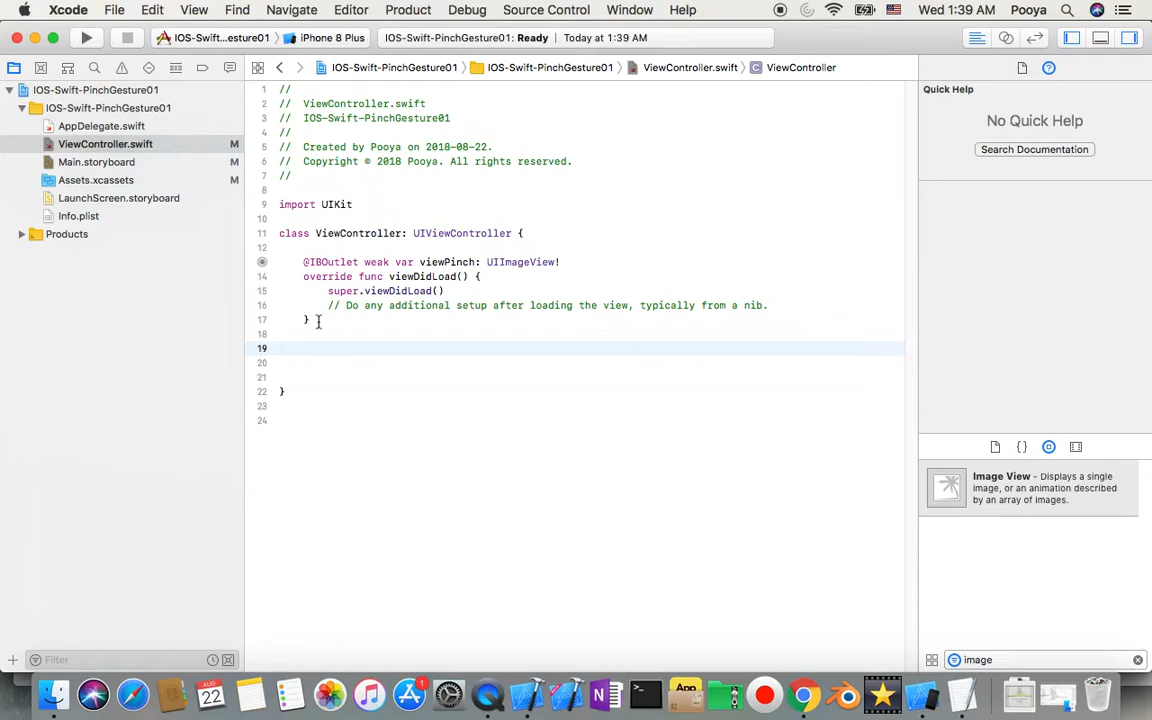 Xcode File Edit View Find Navigate Editor Product Debug Source Control Window Help Wed 1:39 AM Pooya
IOS-Swift...esture01 iPhone 8 Plus IOS-Swift-PinchGesture01: Ready Today at 1:39 AM
IOS-Swift-PinchGesture01 IOS-Swift-PinchGesture01 ViewController.swift ViewController
IOS-Swift-PinchGesture01
IOS-Swift-PinchGesture01
AppDelegate.swift
ViewController.swift M
Main.storyboard M
Assets.xcassets M
LaunchScreen.storyboard
Info.plist
Products
Filter
1 //
2 // ViewController.swift
3 // IOS-Swift-PinchGesture01
4 //
5 // Created by Pooya on 2018-08-22.
6 // Copyright © 2018 Pooya. All rights reserved.
7 //
8
9 import UIKit
10
11 class ViewController: UIViewController {
12
@IBOutlet weak var viewPinch: UIImageView!
14 override func viewDidLoad() {
15 super.viewDidLoad()
16 // Do any additional setup after loading the view, typically from a nib.
17 }
18
19
20
21
22 }
23
24
Quick Help
No Quick Help
Search Documentation
{ }
Image View - Displays a single
image, or an animation described
by an array of images.
image
AUG
22
1
App